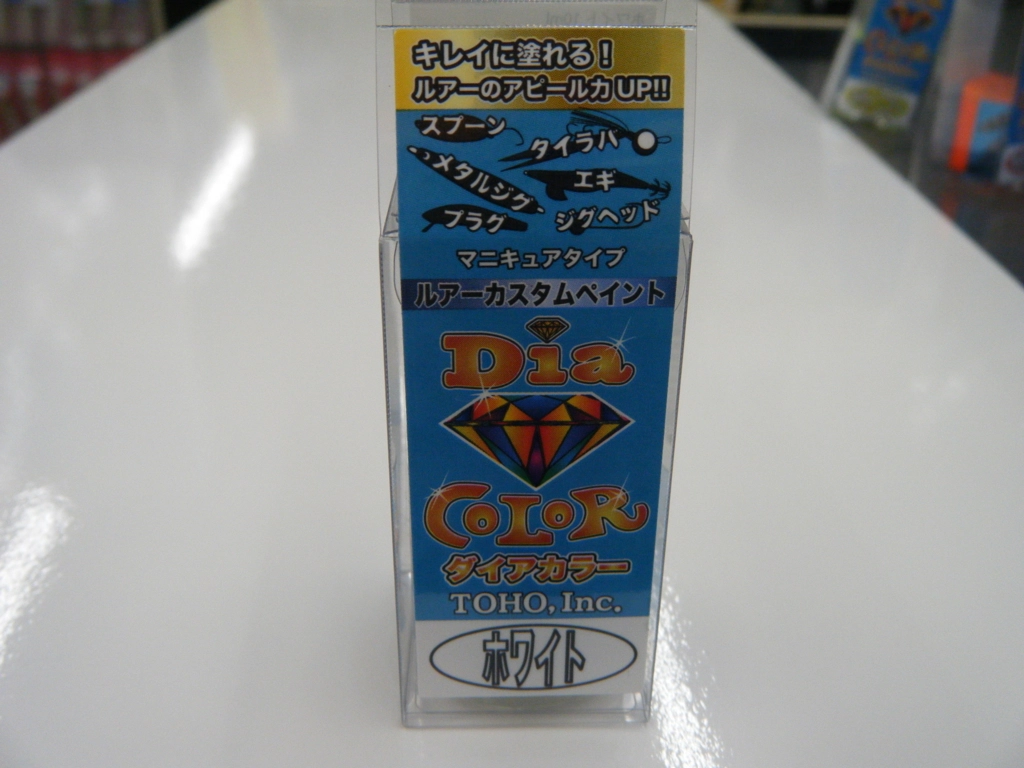 キレイに塗れる!
ルアーのアピール力UP!!
スプーン
タイラバ
メタルジグ
エギ
プラグ
ジグヘッド
マニキュアタイプ
ルアーカスタムペイント
Dia
COLOR
ダイアカラー
TOHO, Inc.
ホワイト